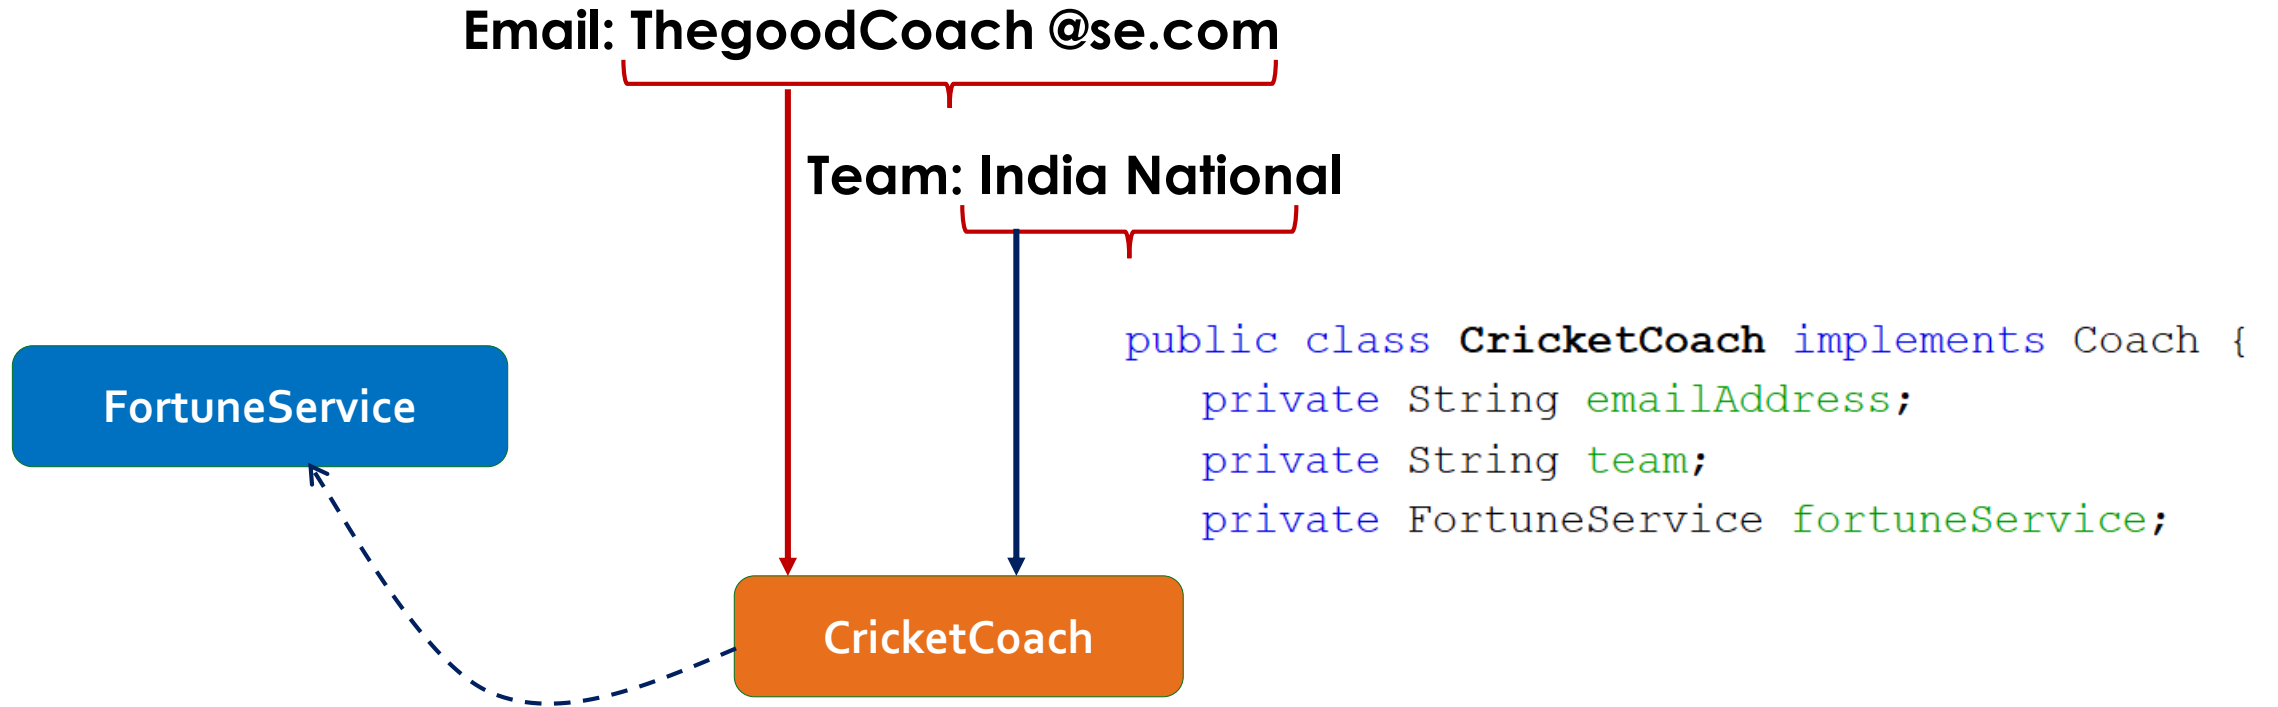 Email: ThegoodCoach @se.com
Team: India National
public class CricketCoach implements Coach {
private String emailAddress;
private String team;
private FortuneService fortuneService;
FortuneService
CricketCoach